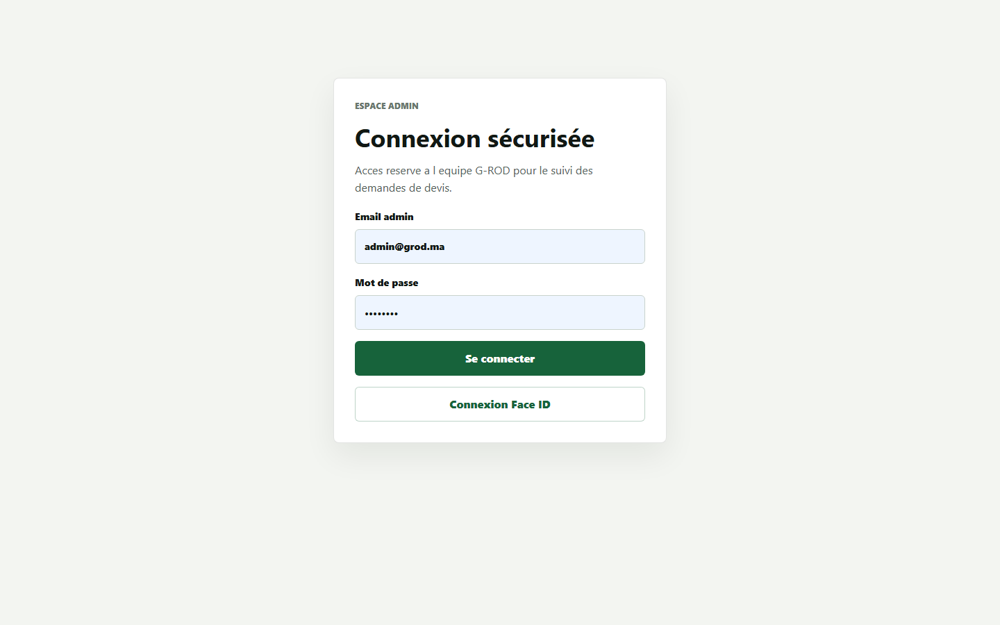 ESPACE ADMIN
Connexion sécurisée
Acces reserve a l equipe G-ROD pour le suivi des
demandes de devis.
Email admin
admin@grod.ma
Mot de passe
••••••••
Se connecter
Connexion Face ID